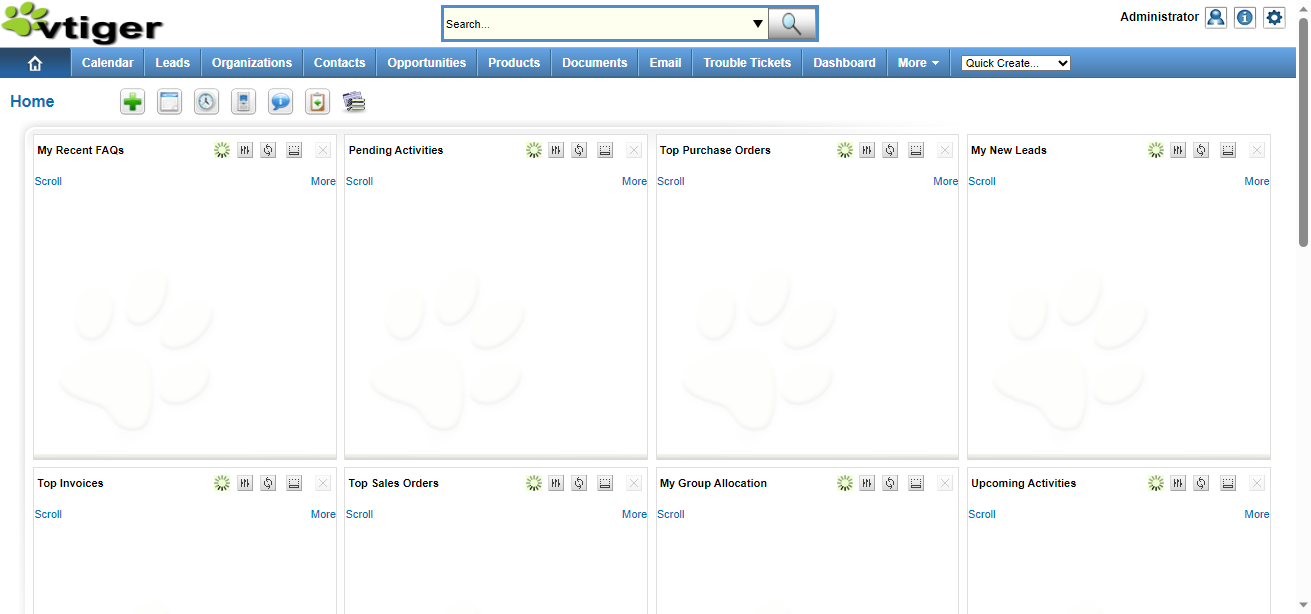 vtiger
Search...
Administrator
Calendar Leads Organizations Contacts Opportunities Products Documents Email Trouble Tickets Dashboard More Quick Create...
Home
My Recent FAQs
Scroll More
Pending Activities
Scroll More
Top Purchase Orders
Scroll More
My New Leads
Scroll More
Top Invoices
Scroll More
Top Sales Orders
Scroll More
My Group Allocation
Scroll
Upcoming Activities
Scroll More